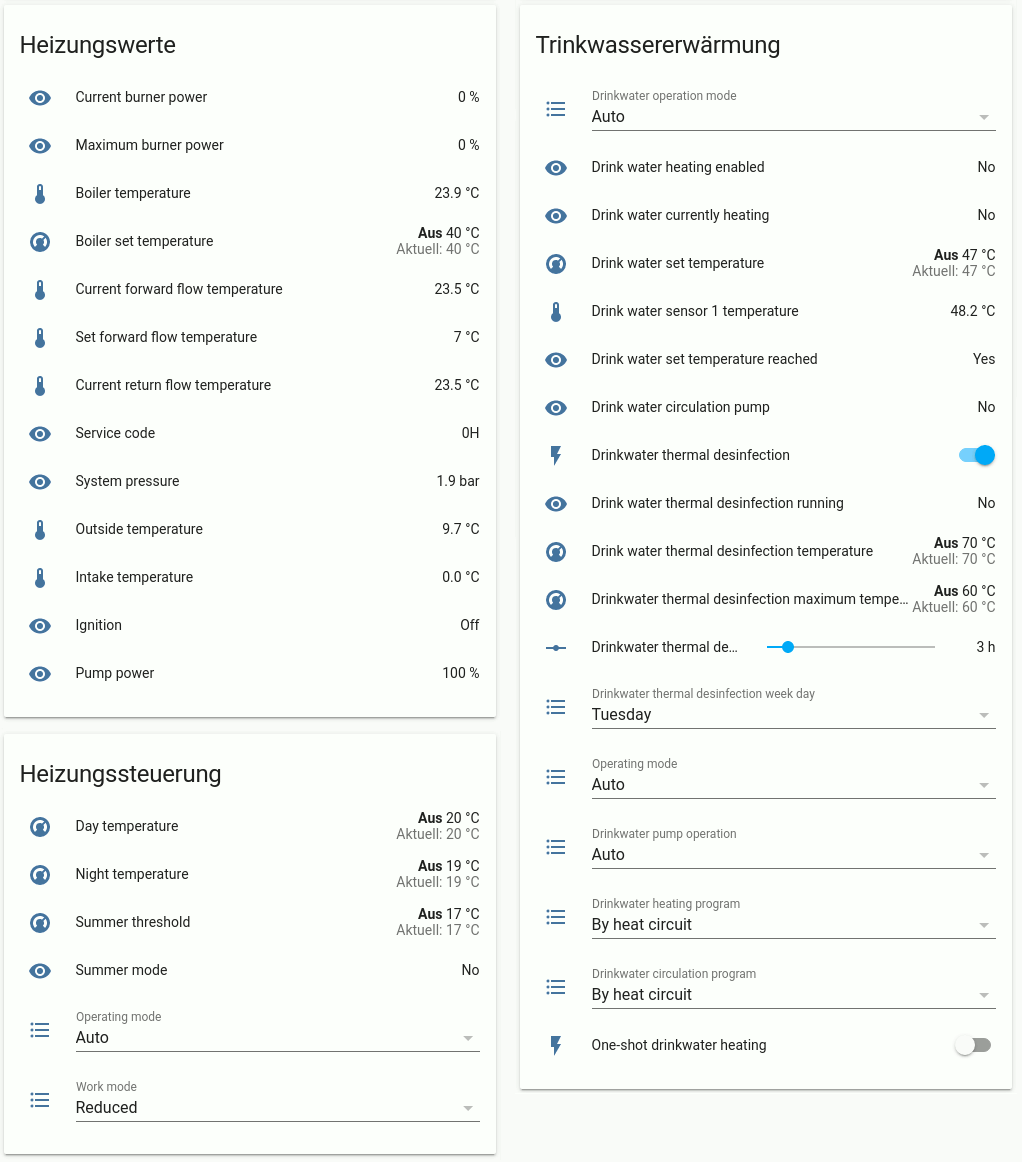 Heizungswerte
Current burner power 0 %
Maximum burner power 0 %
Boiler temperature 23.9 °C
Boiler set temperature Aus 40 °C
Aktuell: 40 °C
Current forward flow temperature 23.5 °C
Set forward flow temperature 7 °C
Current return flow temperature 23.5 °C
Service code 0H
System pressure 1.9 bar
Outside temperature 9.7 °C
Intake temperature 0.0 °C
Ignition Off
Pump power 100 %
Heizungssteuerung
Day temperature Aus 20 °C
Aktuell: 20 °C
Night temperature Aus 19 °C
Aktuell: 19 °C
Summer threshold Aus 17 °C
Aktuell: 17 °C
Summer mode No
Operating mode
Auto
Work mode
Reduced
Trinkwassererwärmung
Drinkwater operation mode
Auto
Drink water heating enabled No
Drink water currently heating No
Drink water set temperature Aus 47 °C
Aktuell: 47 °C
Drink water sensor 1 temperature 48.2 °C
Drink water set temperature reached Yes
Drink water circulation pump No
Drinkwater thermal desinfection
Drink water thermal desinfection running No
Drink water thermal desinfection temperature Aus 70 °C
Aktuell: 70 °C
Drinkwater thermal desinfection maximum tempe… Aus 60 °C
Aktuell: 60 °C
Drinkwater thermal de… 3 h
Drinkwater thermal desinfection week day
Tuesday
Operating mode
Auto
Drinkwater pump operation
Auto
Drinkwater heating program
By heat circuit
Drinkwater circulation program
By heat circuit
One-shot drinkwater heating